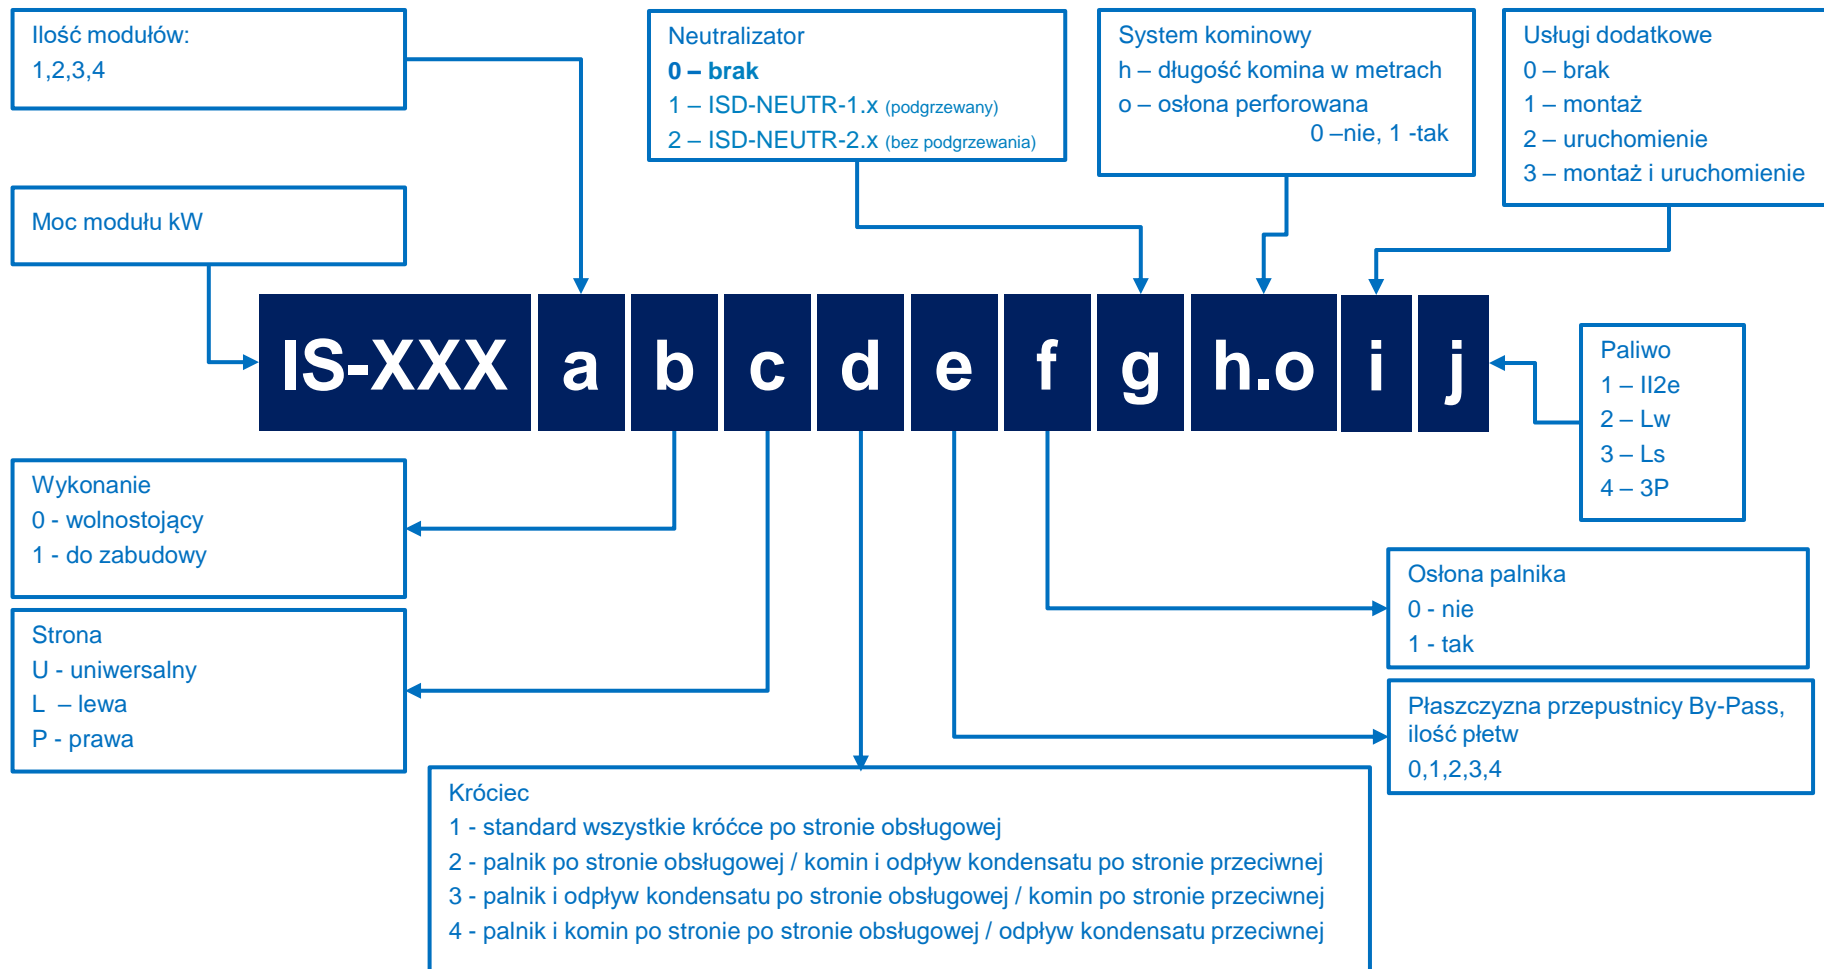 Ilość modułów:
1,2,3,4
Neutralizator
0 – brak
1 – ISD-NEUTR-1.x (podgrzewany)
2 – ISD-NEUTR-2.x (bez podgrzewania)
System kominowy
h – długość komina w metrach
o – osłona perforowana
0 –nie, 1 -tak
Usługi dodatkowe
0 – brak
1 – montaż
2 – uruchomienie
3 – montaż i uruchomienie
Moc modułu kW
IS-XXX a b c d e f g h.o i j
Paliwo
1 – II2e
2 – Lw
3 – Ls
4 – 3P
Wykonanie
0 - wolnostojący
1 - do zabudowy
Osłona palnika
0 - nie
1 - tak
Strona
U - uniwersalny
L – lewa
P - prawa
Płaszczyzna przepustnicy By-Pass,
ilość płetw
0,1,2,3,4
Króciec
1 - standard wszystkie króćce po stronie obsługowej
2 - palnik po stronie obsługowej / komin i odpływ kondensatu po stronie przeciwnej
3 - palnik i odpływ kondensatu po stronie obsługowej / komin po stronie przeciwnej
4 - palnik i komin po stronie po stronie obsługowej / odpływ kondensatu przeciwnej